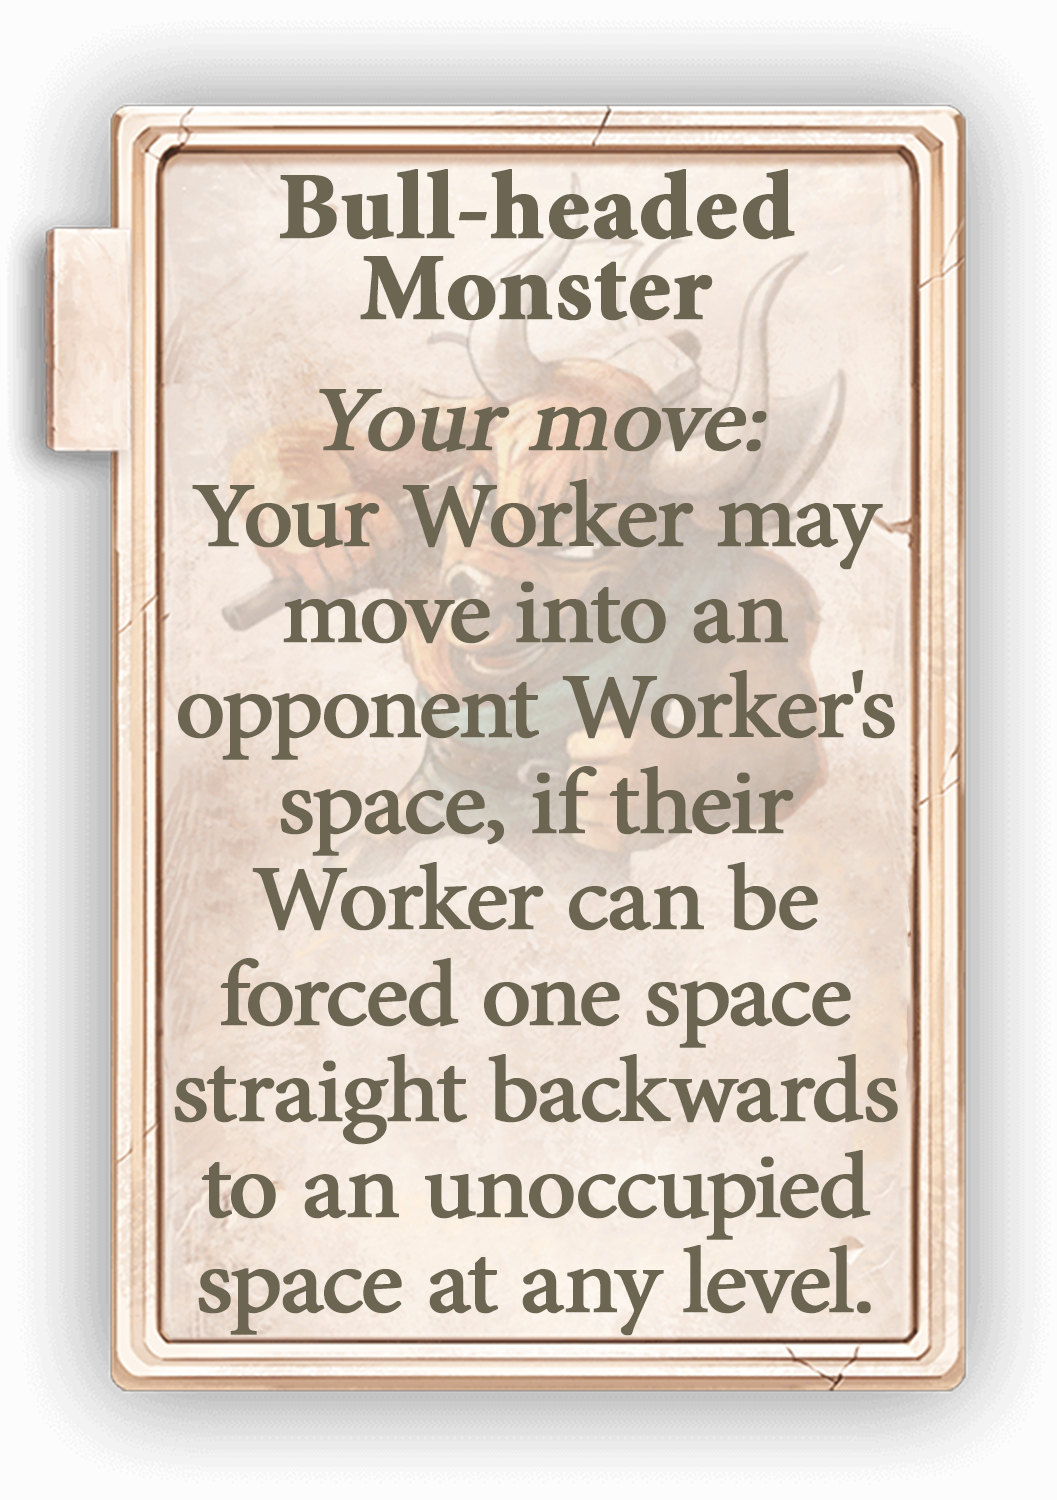 Bull-headed
Monster
Your move:
Your Worker may
move into an
opponent Worker's
space, if their
Worker can be
forced one space
straight backwards
to an unoccupied
space at any level.